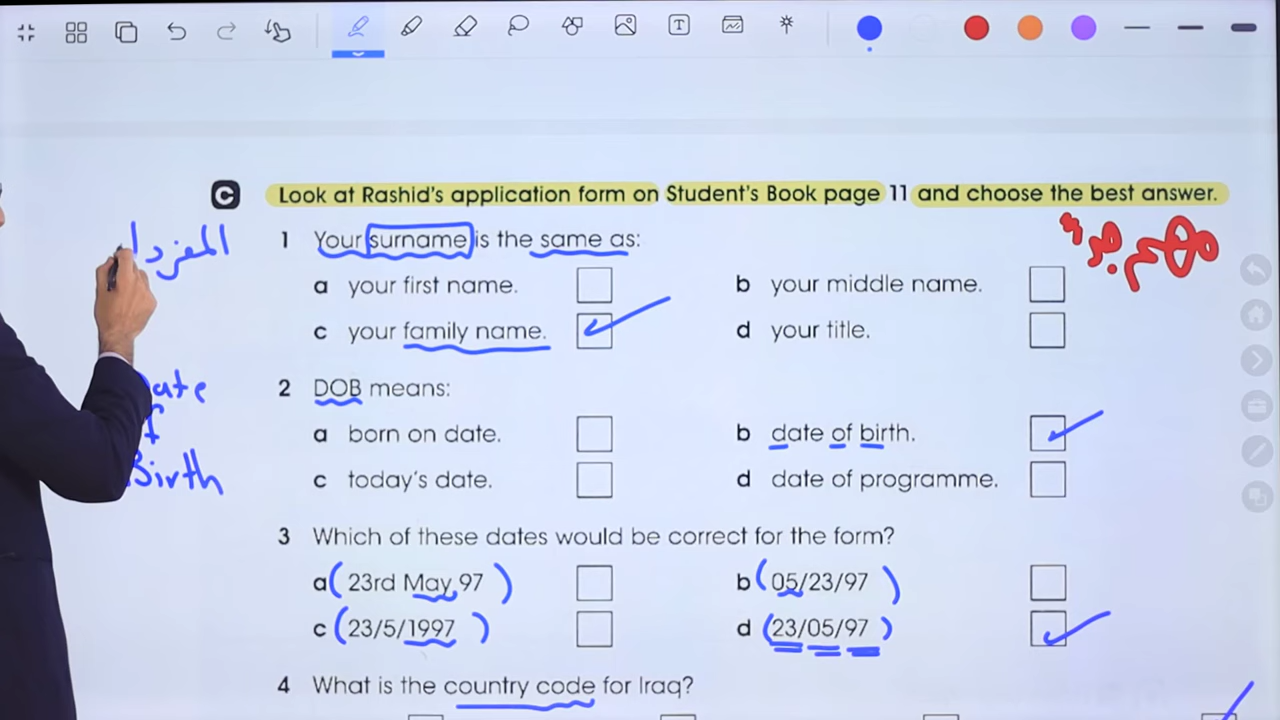 C Look at Rashid's application form on Student's Book page 11 and choose the best answer.
1 Your surname is the same as:
a your first name.
b your middle name.
c your family name.
d your title.
2 DOB means:
a born on date.
b date of birth.
c today's date.
d date of programme.
Date
of
Birth
3 Which of these dates would be correct for the form?
a (23rd May 97)
b (05/23/97)
c (23/5/1997)
d (23/05/97)
4 What is the country code for Iraq?